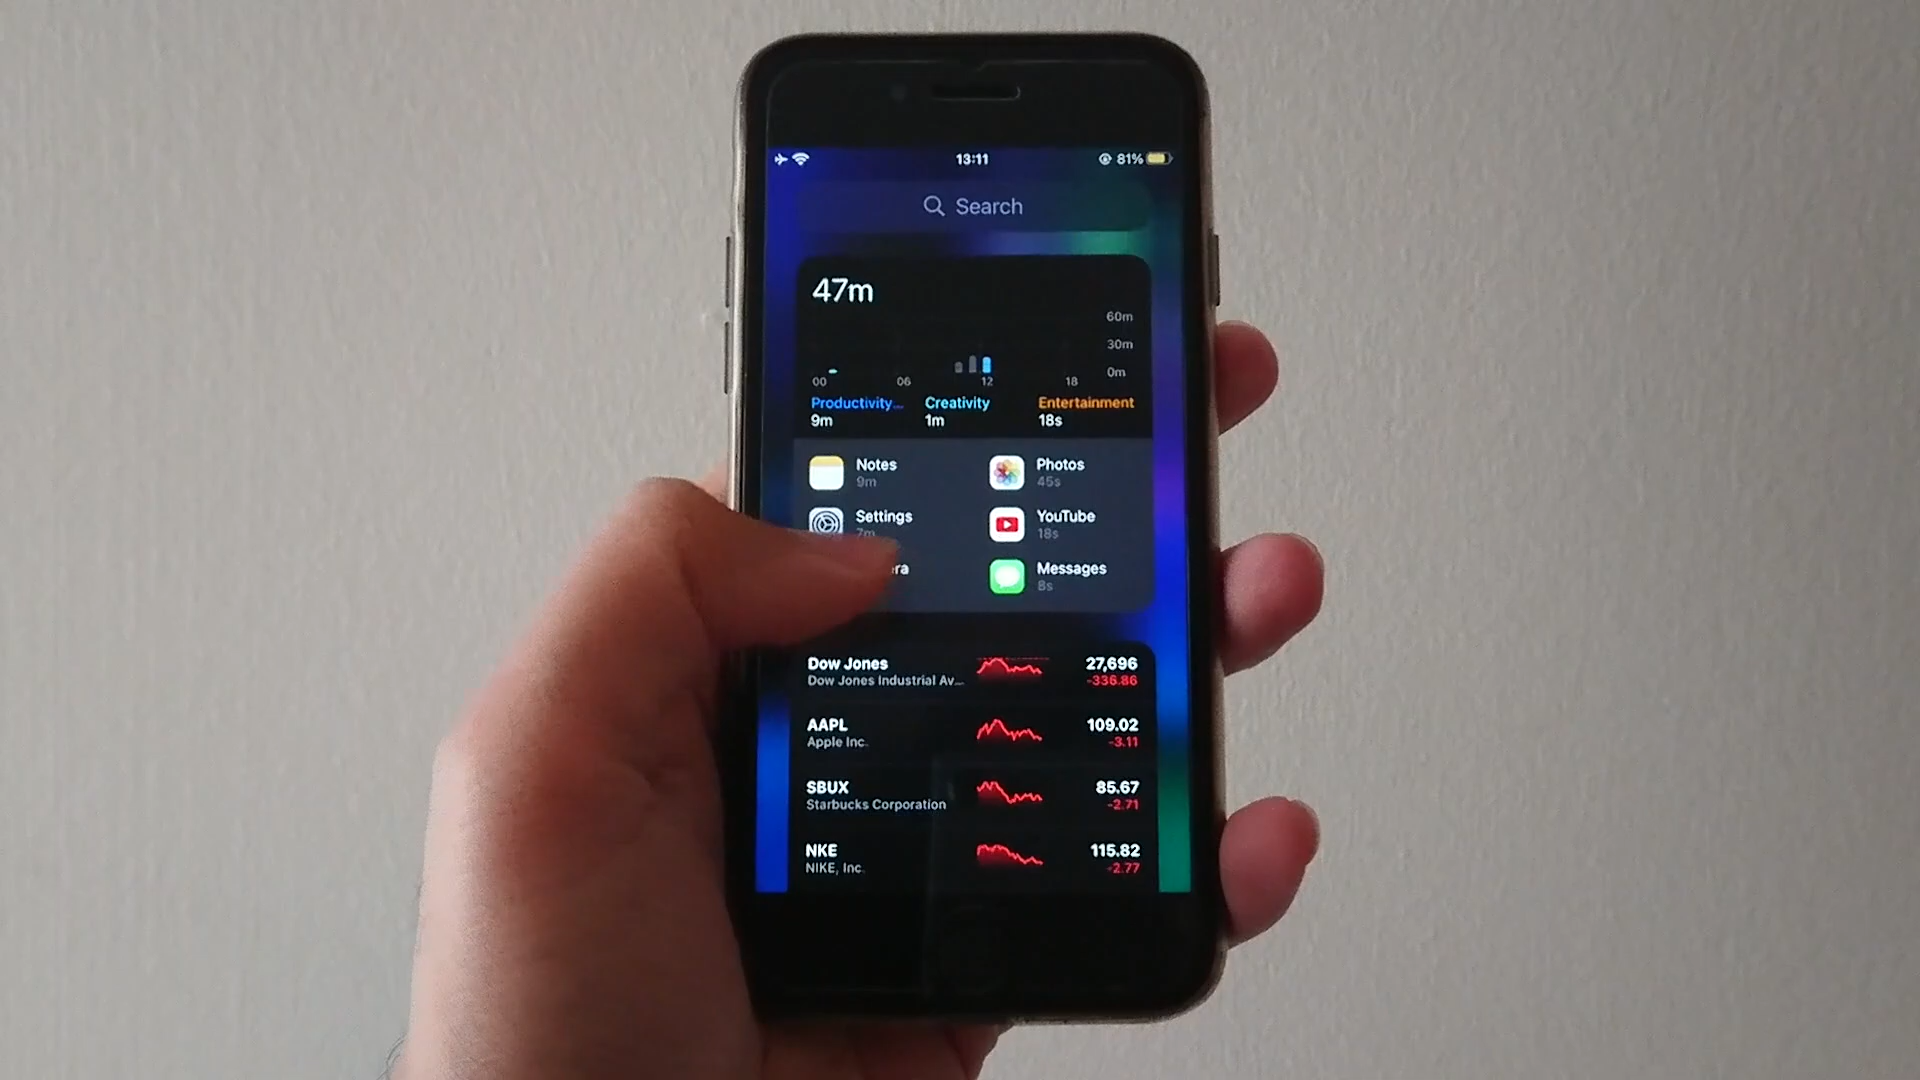 13:11
81%
Search
47m
60m
30m
0m
00 06 12 18
Productivity... Creativity Entertainment
9m 1m 18s
Notes Photos
9m 45s
Settings YouTube
7m 18s
ra Messages
8s
Dow Jones 27,696
Dow Jones Industrial Av... -336.86
AAPL 109.02
Apple Inc. -3.11
SBUX 85.67
Starbucks Corporation -2.71
NKE 115.82
NIKE, Inc. -2.77